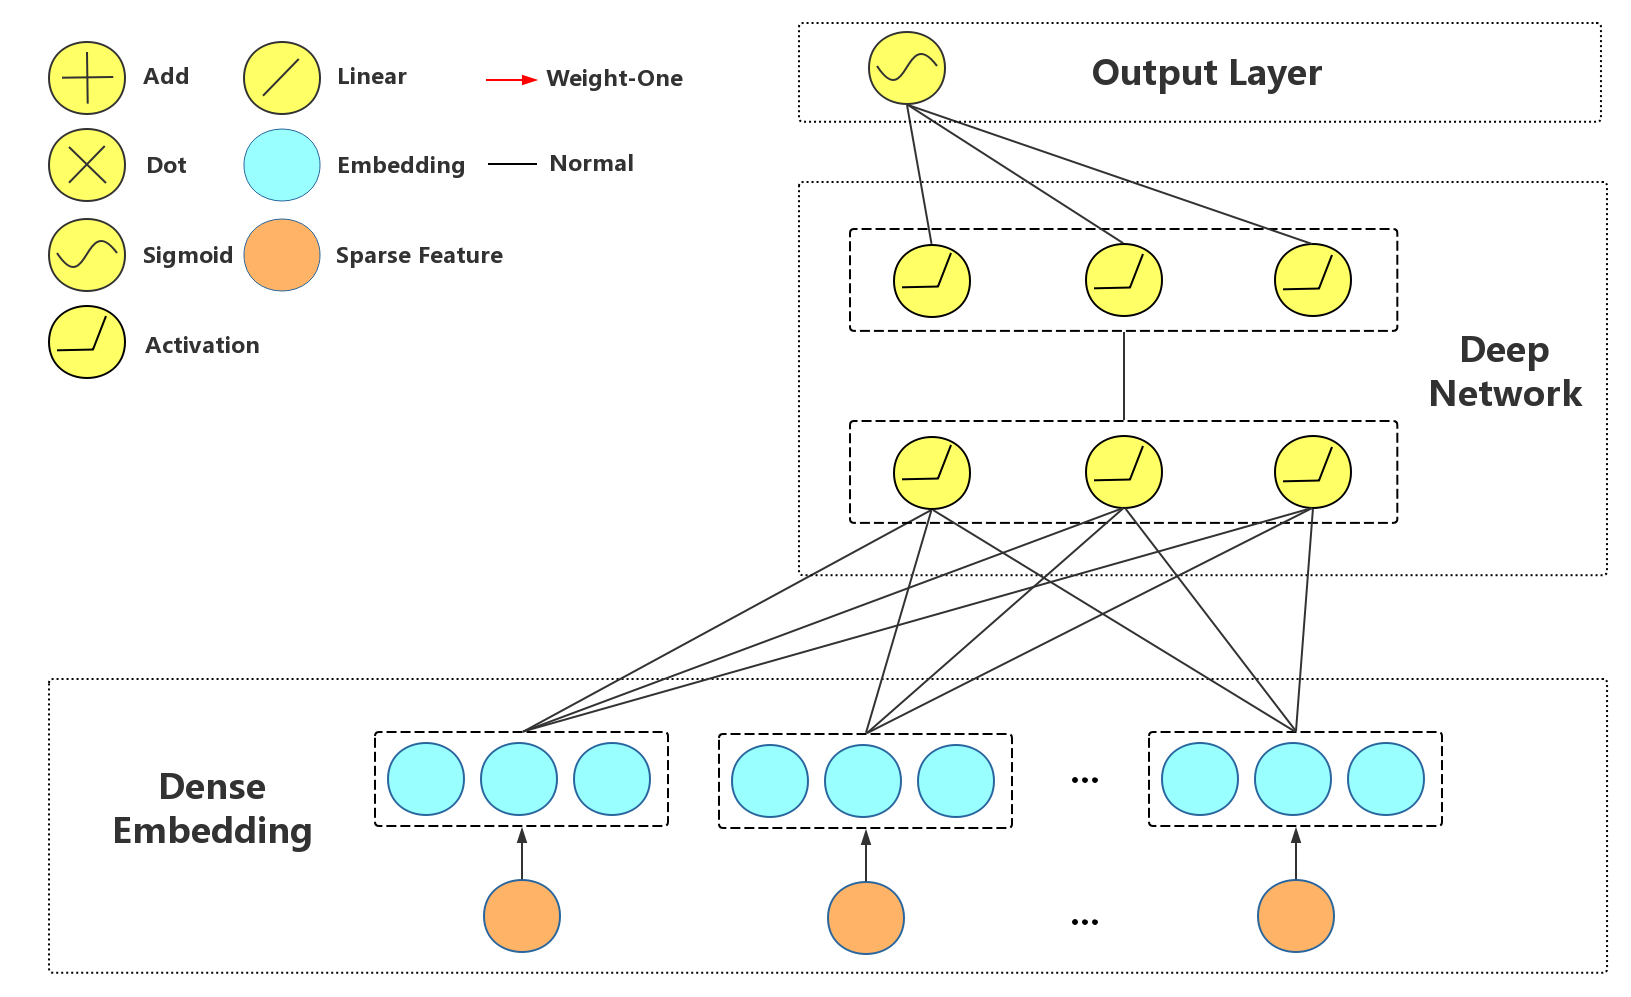 Add
Linear
Weight-One
Dot
Embedding
Normal
Sigmoid
Sparse Feature
Activation
Output Layer
Deep
Network
Dense
Embedding
...
...